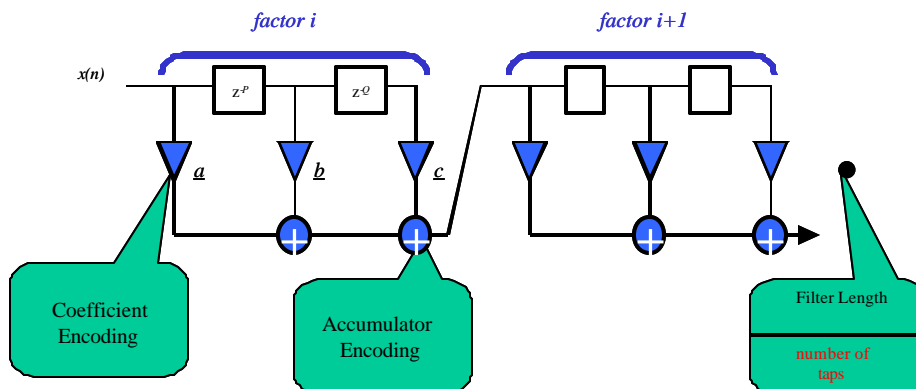 factor i
factor i+1
x(n)
z-P
z-Q
a
b
c
Coefficient
Encoding
Accumulator
Encoding
Filter Length
number of
taps